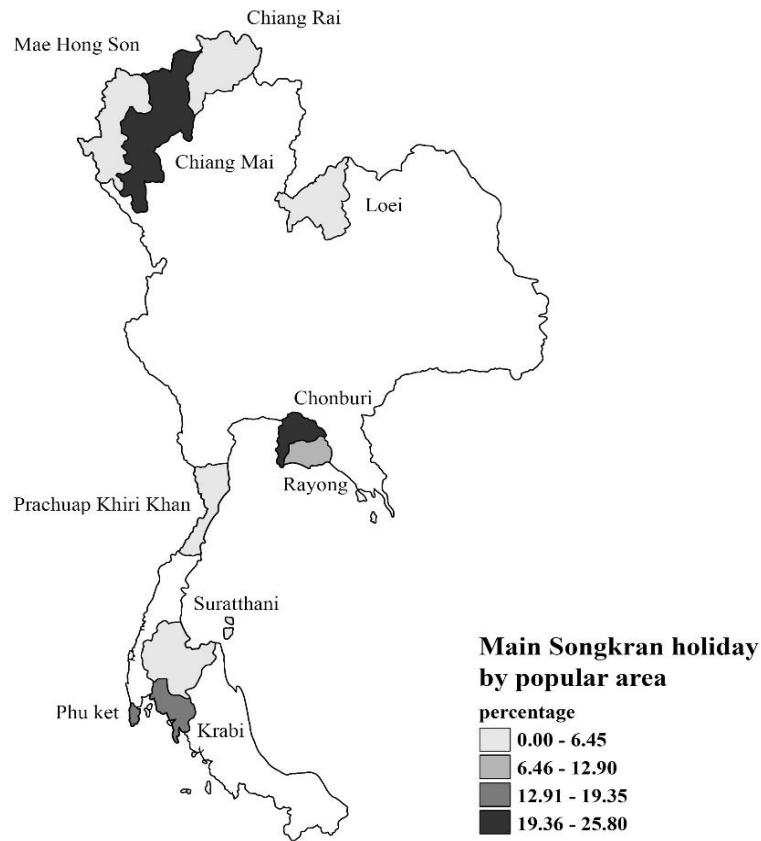 Chiang Rai
Mae Hong Son
Chiang Mai
Loei
Chonburi
Rayong
Prachuap Khiri Khan
Suratthani
Phu ket
Krabi
Main Songkran holiday
by popular area
percentage
0.00 - 6.45
6.46 - 12.90
12.91 - 19.35
19.36 - 25.80